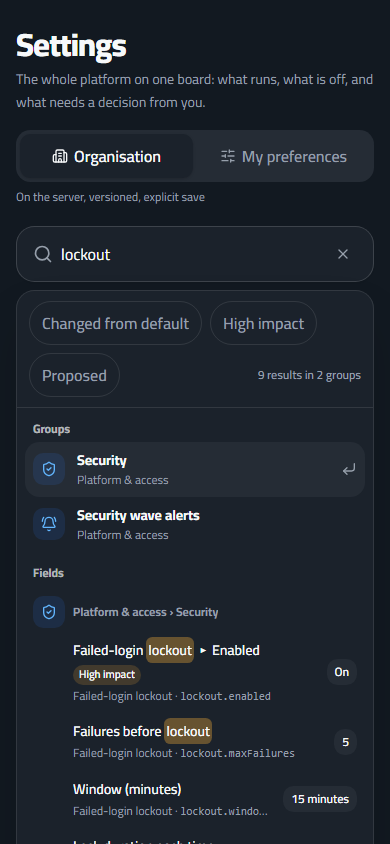 Settings
The whole platform on one board: what runs, what is off, and
what needs a decision from you.
Organisation
My preferences
On the server, versioned, explicit save
lockout
Changed from default
High impact
Proposed
9 results in 2 groups
Groups
Security
Platform & access
Security wave alerts
Platform & access
Fields
Platform & access › Security
Failed-login lockout ▸ Enabled
High impact
On
Failed-login lockout · lockout.enabled
Failures before lockout
5
Failed-login lockout · lockout.maxFailures
Window (minutes)
15 minutes
Failed-login lockout · lockout.windo…